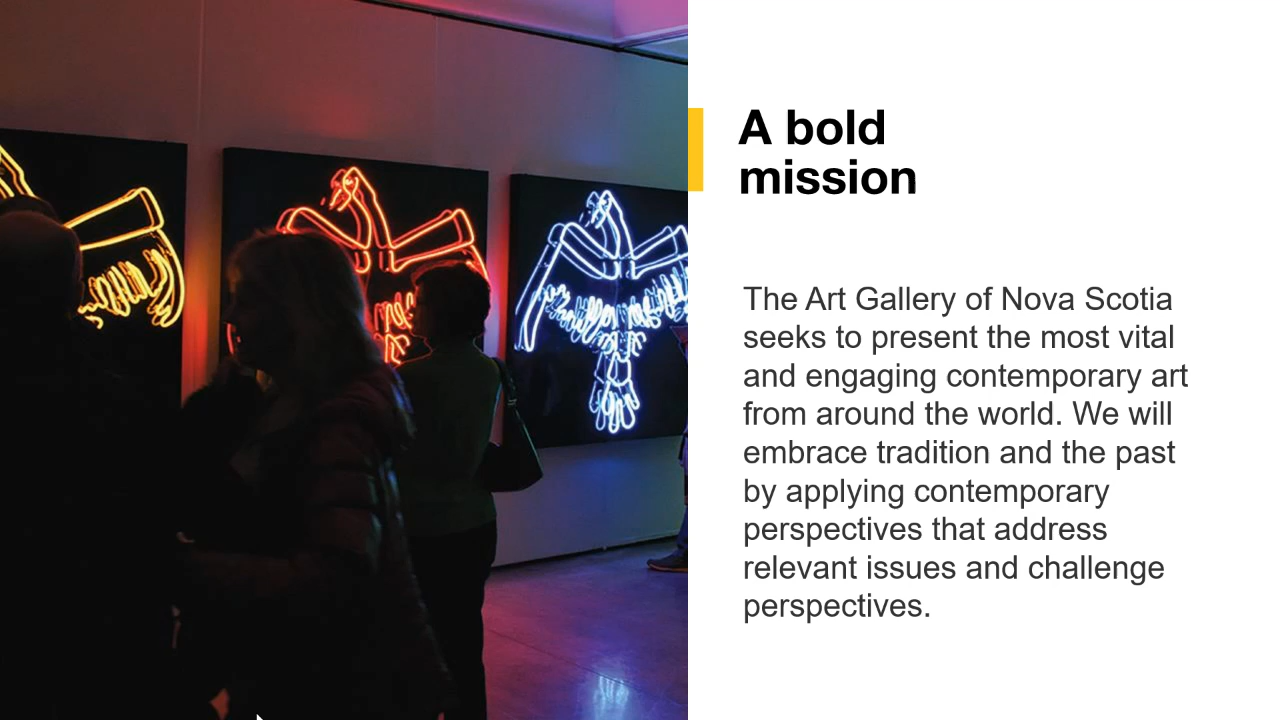 A bold
mission
The Art Gallery of Nova Scotia
seeks to present the most vital
and engaging contemporary art
from around the world. We will
embrace tradition and the past
by applying contemporary
perspectives that address
relevant issues and challenge
perspectives.